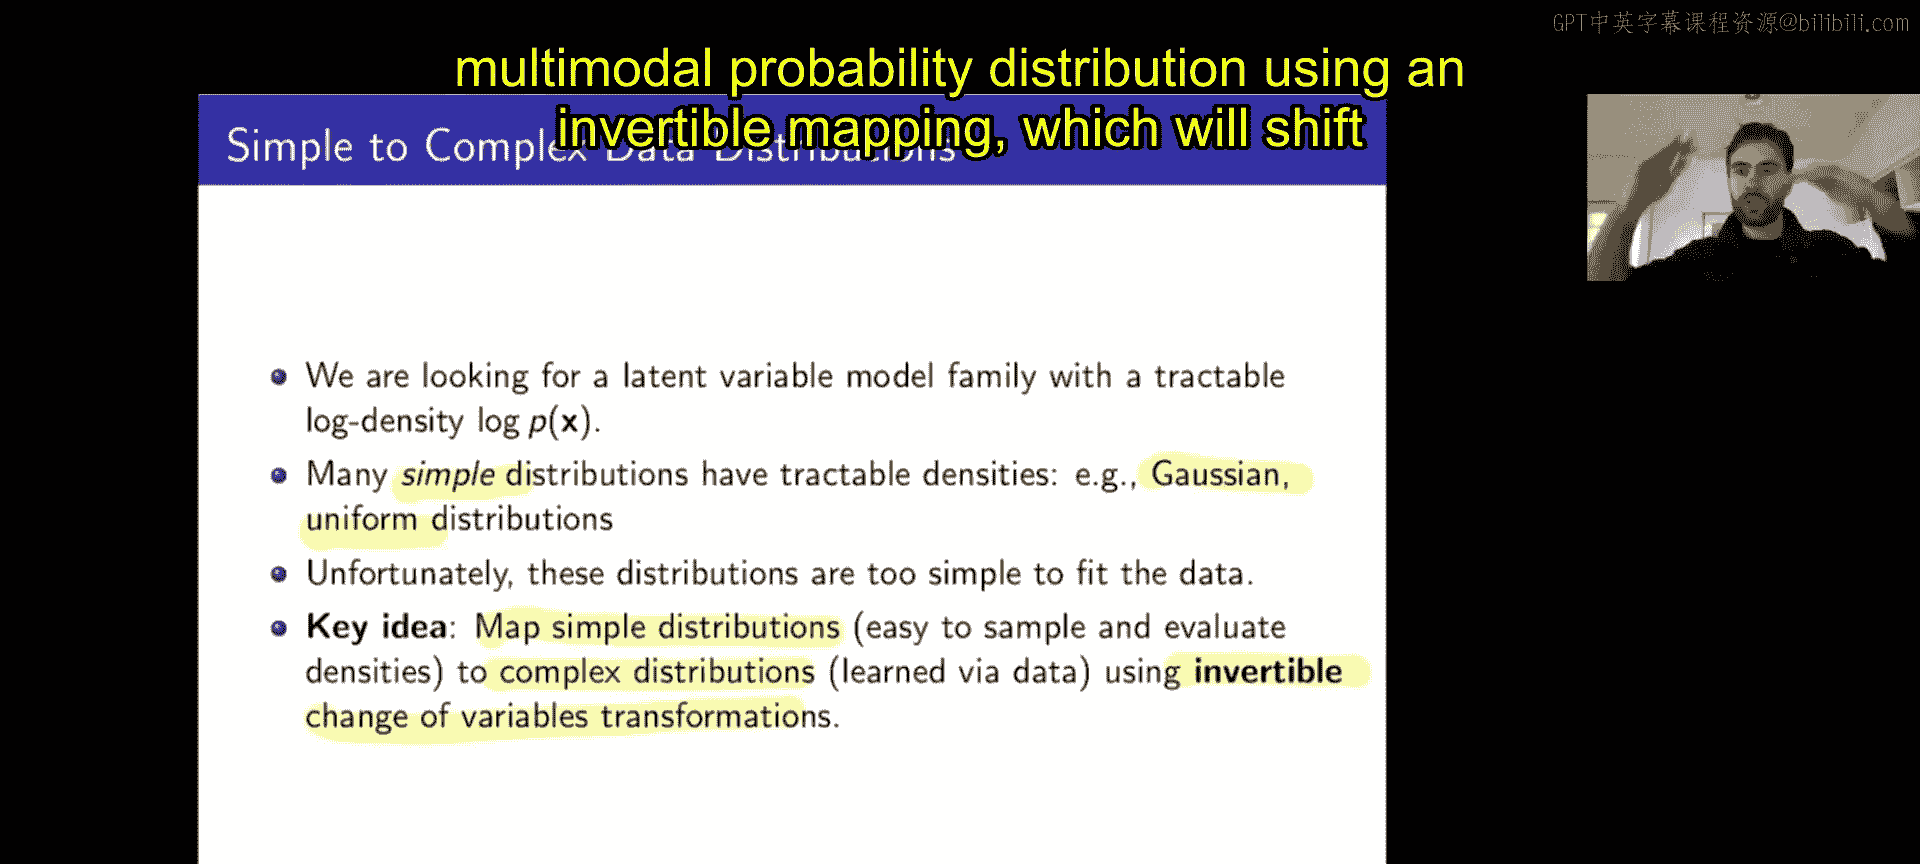 GPT中英字幕课程资源@bilibili.com
multimodal probability distribution using an
invertible mapping, which will shift
Simple to Complex Data Distributions
We are looking for a latent variable model family with a tractable
log-density log p(x).
Many simple distributions have tractable densities: e.g., Gaussian,
uniform distributions
Unfortunately, these distributions are too simple to fit the data.
Key idea: Map simple distributions (easy to sample and evaluate
densities) to complex distributions (learned via data) using invertible
change of variables transformations.